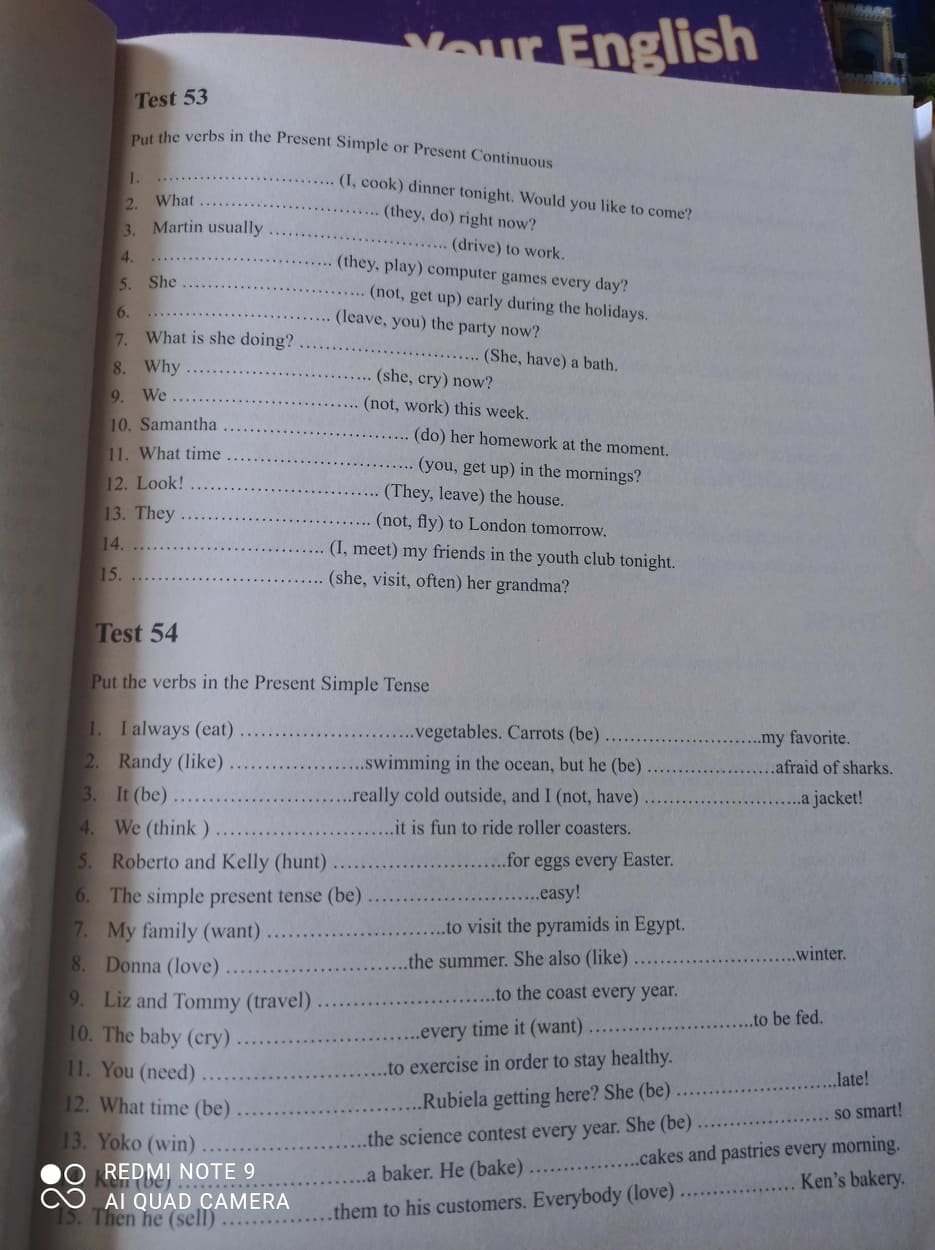 Your English
Test 53
Put the verbs in the Present Simple or Present Continuous
1. .............................. (I, cook) dinner tonight. Would you like to come?
2. What .............................. (they, do) right now?
3. Martin usually .............................. (drive) to work.
4. .............................. (they, play) computer games every day?
5. She .............................. (not, get up) early during the holidays.
6. .............................. (leave, you) the party now?
7. What is she doing? .............................. (She, have) a bath.
8. Why .............................. (she, cry) now?
9. We .............................. (not, work) this week.
10. Samantha .............................. (do) her homework at the moment.
11. What time .............................. (you, get up) in the mornings?
12. Look! .............................. (They, leave) the house.
13. They .............................. (not, fly) to London tomorrow.
14. .............................. (I, meet) my friends in the youth club tonight.
15. .............................. (she, visit, often) her grandma?
Test 54
Put the verbs in the Present Simple Tense
1. I always (eat) ..............................vegetables. Carrots (be) ...........................my favorite.
2. Randy (like) .......................swimming in the ocean, but he (be) ......................afraid of sharks.
3. It (be) ..............................really cold outside, and I (not, have) ...........................a jacket!
4. We (think ) ..............................it is fun to ride roller coasters.
5. Roberto and Kelly (hunt) ..............................for eggs every Easter.
6. The simple present tense (be) ..............................easy!
7. My family (want) ..............................to visit the pyramids in Egypt.
8. Donna (love) ..............................the summer. She also (like) ...........................winter.
9. Liz and Tommy (travel) ..............................to the coast every year.
10. The baby (cry) ..............................every time it (want) ...........................to be fed.
11. You (need) ..............................to exercise in order to stay healthy.
12. What time (be) ..............................Rubiela getting here? She (be) ...........................late!
13. Yoko (win) ...........................the science contest every year. She (be) ...................... so smart!
Ken (be) ..............................a baker. He (bake) ...................cakes and pastries every morning.
15. Then he (sell) ...................them to his customers. Everybody (love) .................... Ken's bakery.
REDMI NOTE 9
AI QUAD CAMERA